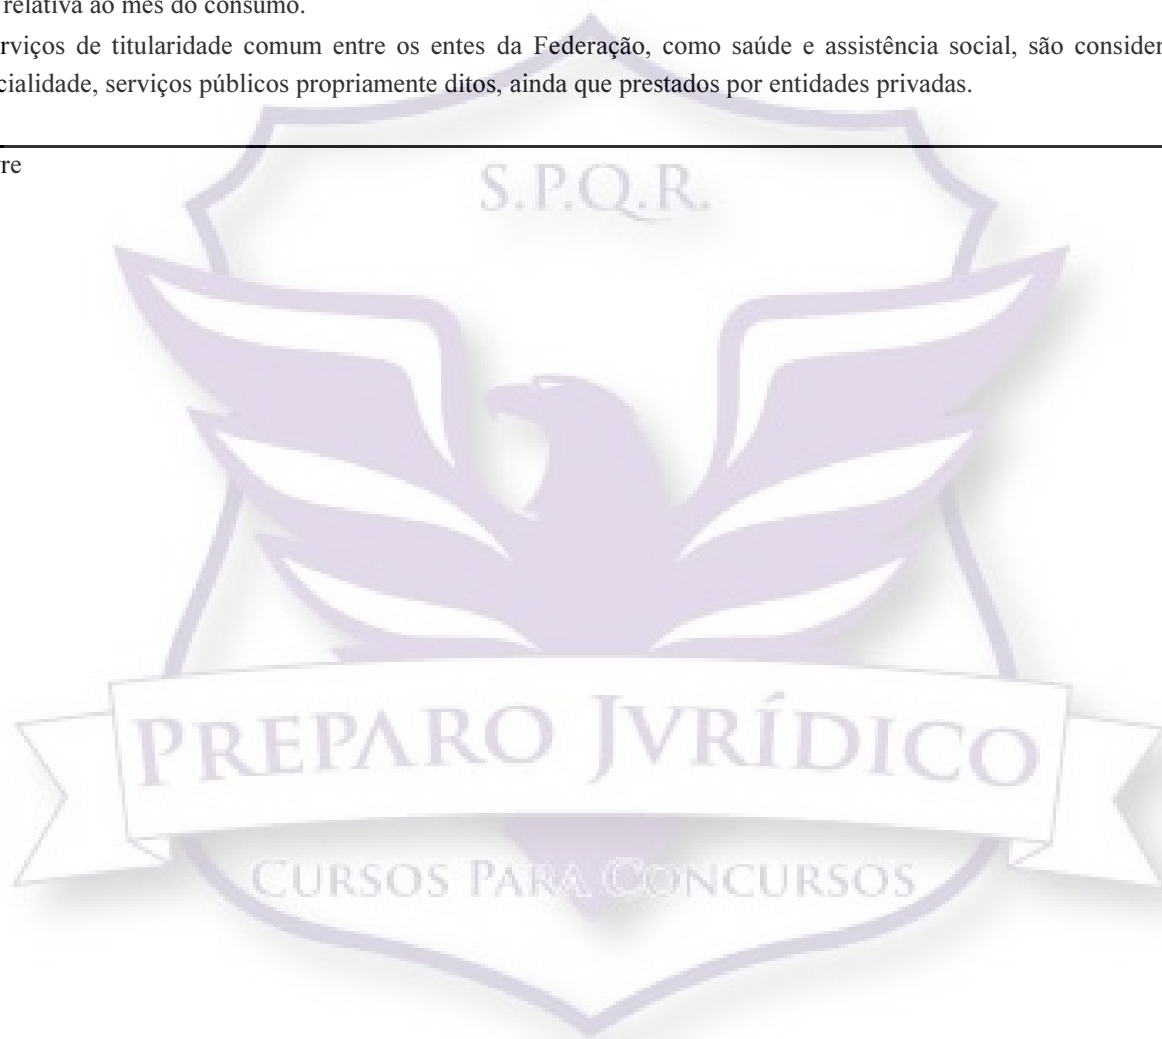 relativa ao mês do consumo.
rviços de titularidade comum entre os entes da Federação, como saúde e assistência social, são consider
cialidade, serviços públicos propriamente ditos, ainda que prestados por entidades privadas.
re
S.P.Q.R.
PREPARO JVRÍDICO
CURSOS PARA CONCURSOS